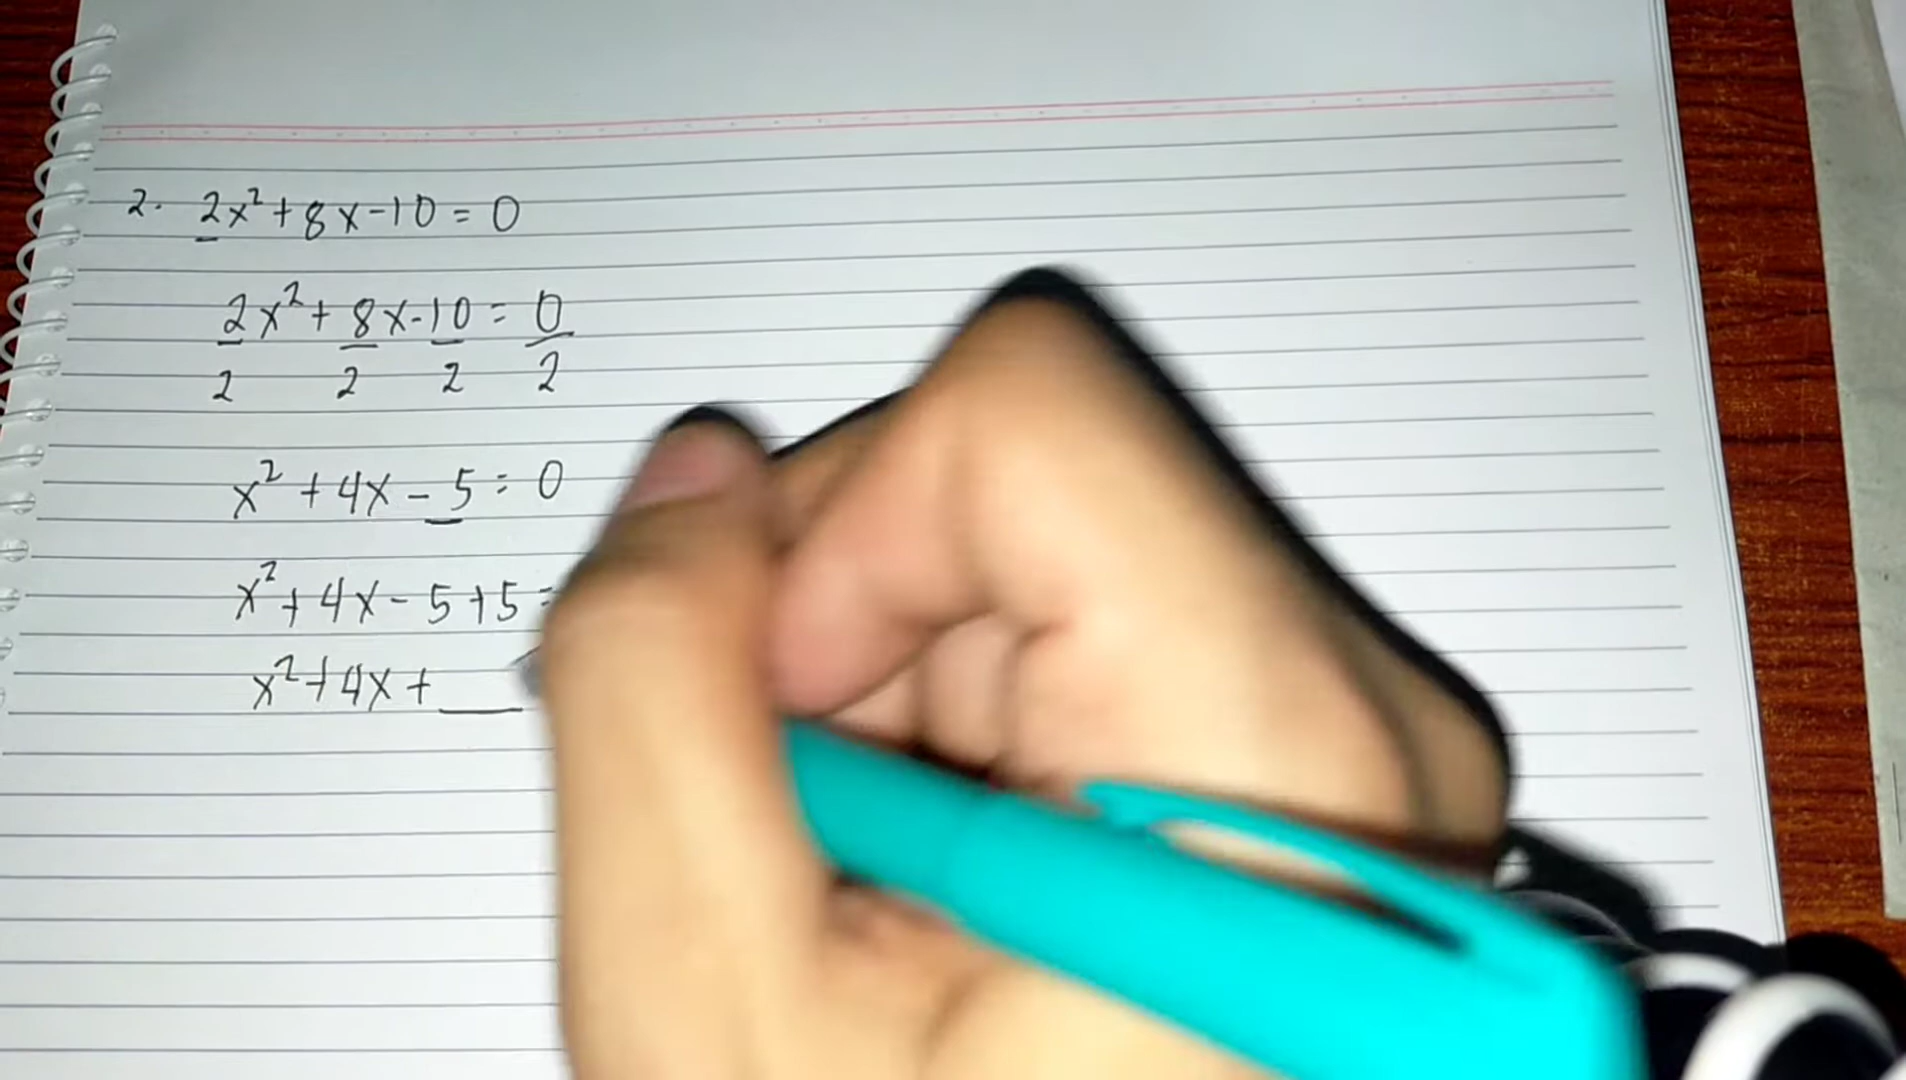 2. 2x²+8x-10=0
2x²+8x-10=0
2 2 2 2
x²+4x-5=0
x²+4x-5+5=
x²+4x+___